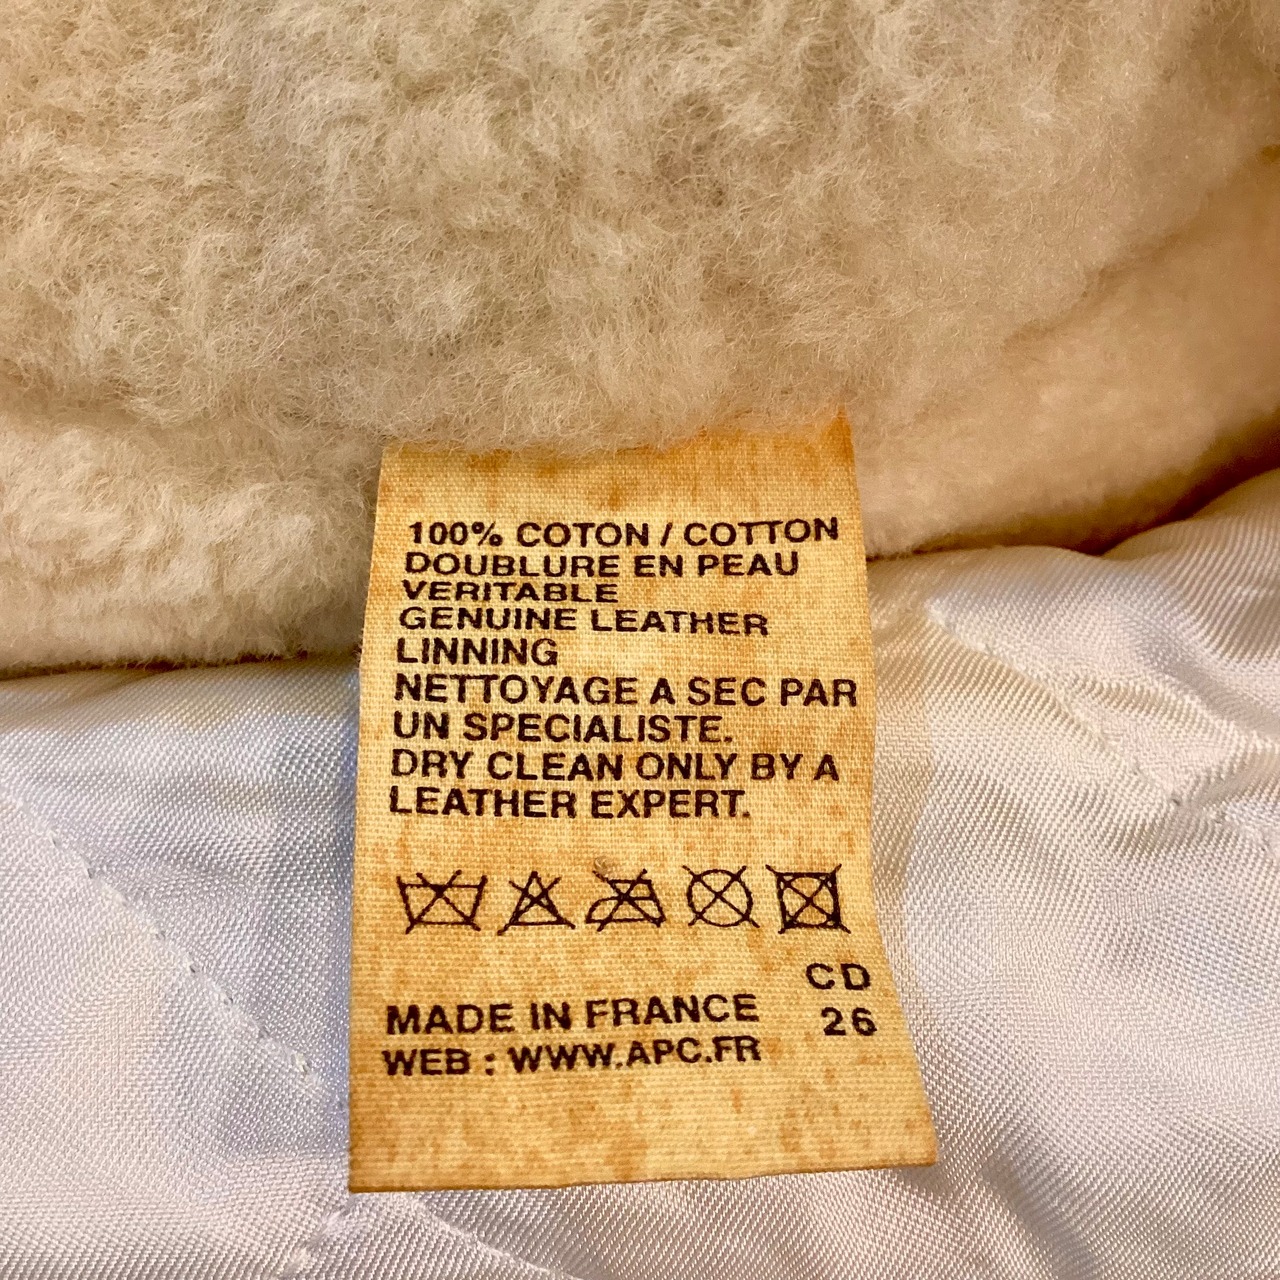 100% COTON / COTTON
DOUBLURE EN PEAU
VERITABLE
GENUINE LEATHER
LINNING
NETTOYAGE A SEC PAR
UN SPECIALISTE.
DRY CLEAN ONLY BY A
LEATHER EXPERT.
CD
MADE IN FRANCE 26
WEB : WWW.APC.FR